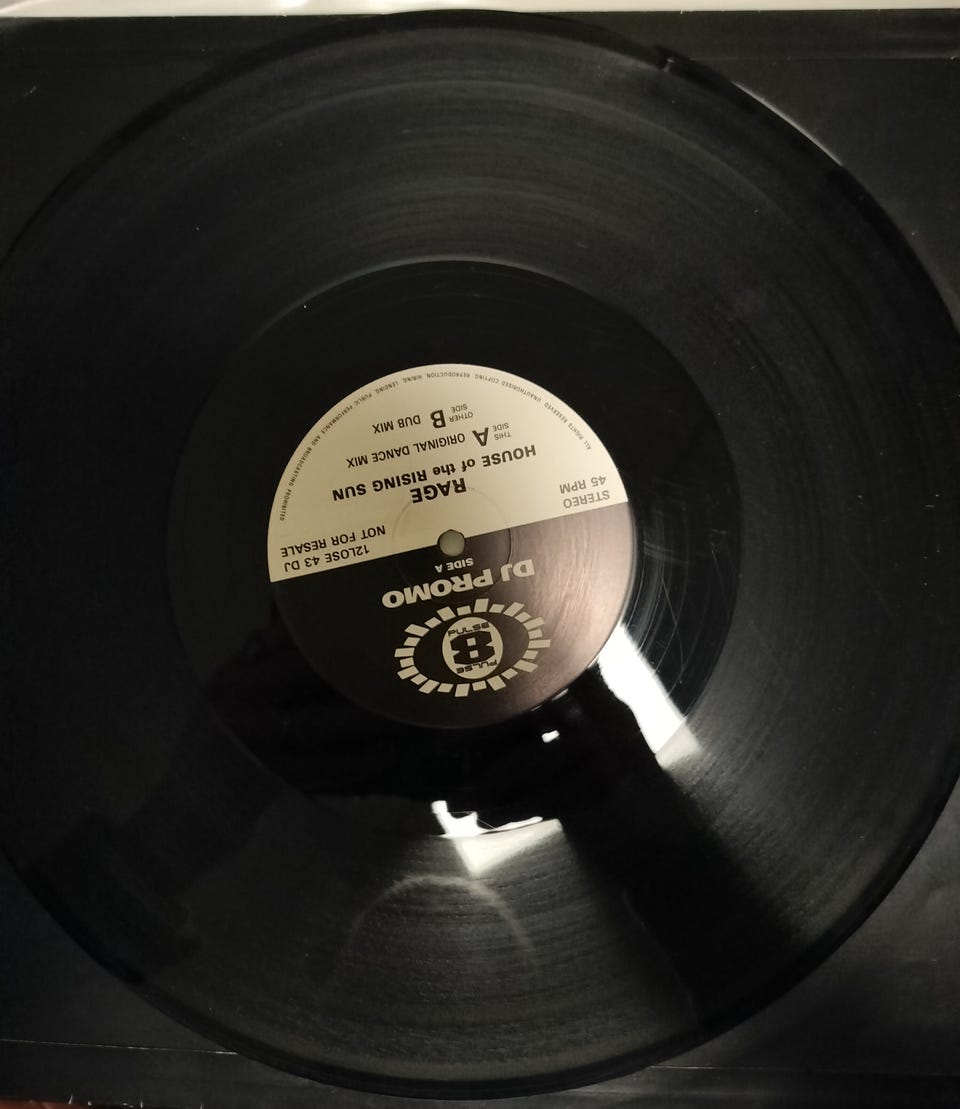 PULSE
8
PULSE
DJ PROMO
SIDE A
12LOSE 43 DJ
NOT FOR RESALE
STEREO
45 RPM
RAGE
HOUSE of the RISING SUN
THIS SIDE A ORIGINAL DANCE MIX
OTHER SIDE B DUB MIX
ALL RIGHTS RESERVED. UNAUTHORISED COPYING, REPRODUCTION, HIRING, LENDING, PUBLIC PERFORMANCE AND BROADCASTING PROHIBITED